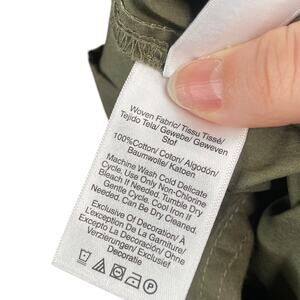 Woven Fabric/ Tissu Tissé/
Tejido Tela/ Gewebe/ Geweven
Stof
100%Cotton/ Coton/ Algodón/
Baumwolle/ Katoen
Machine Wash Cold Delicate
Cycle. Use Only Non-Chlorine
Bleach If Needed. Tumble Dry
Gentle Cycle. Cool Iron If
Needed. Can Be Dry Cleaned.
Exclusive Of Decoration/ À
L'exception De La Garniture/
Excepto La Decoración/ Ohne
Verzierungen/ Exclusief
Decoratie